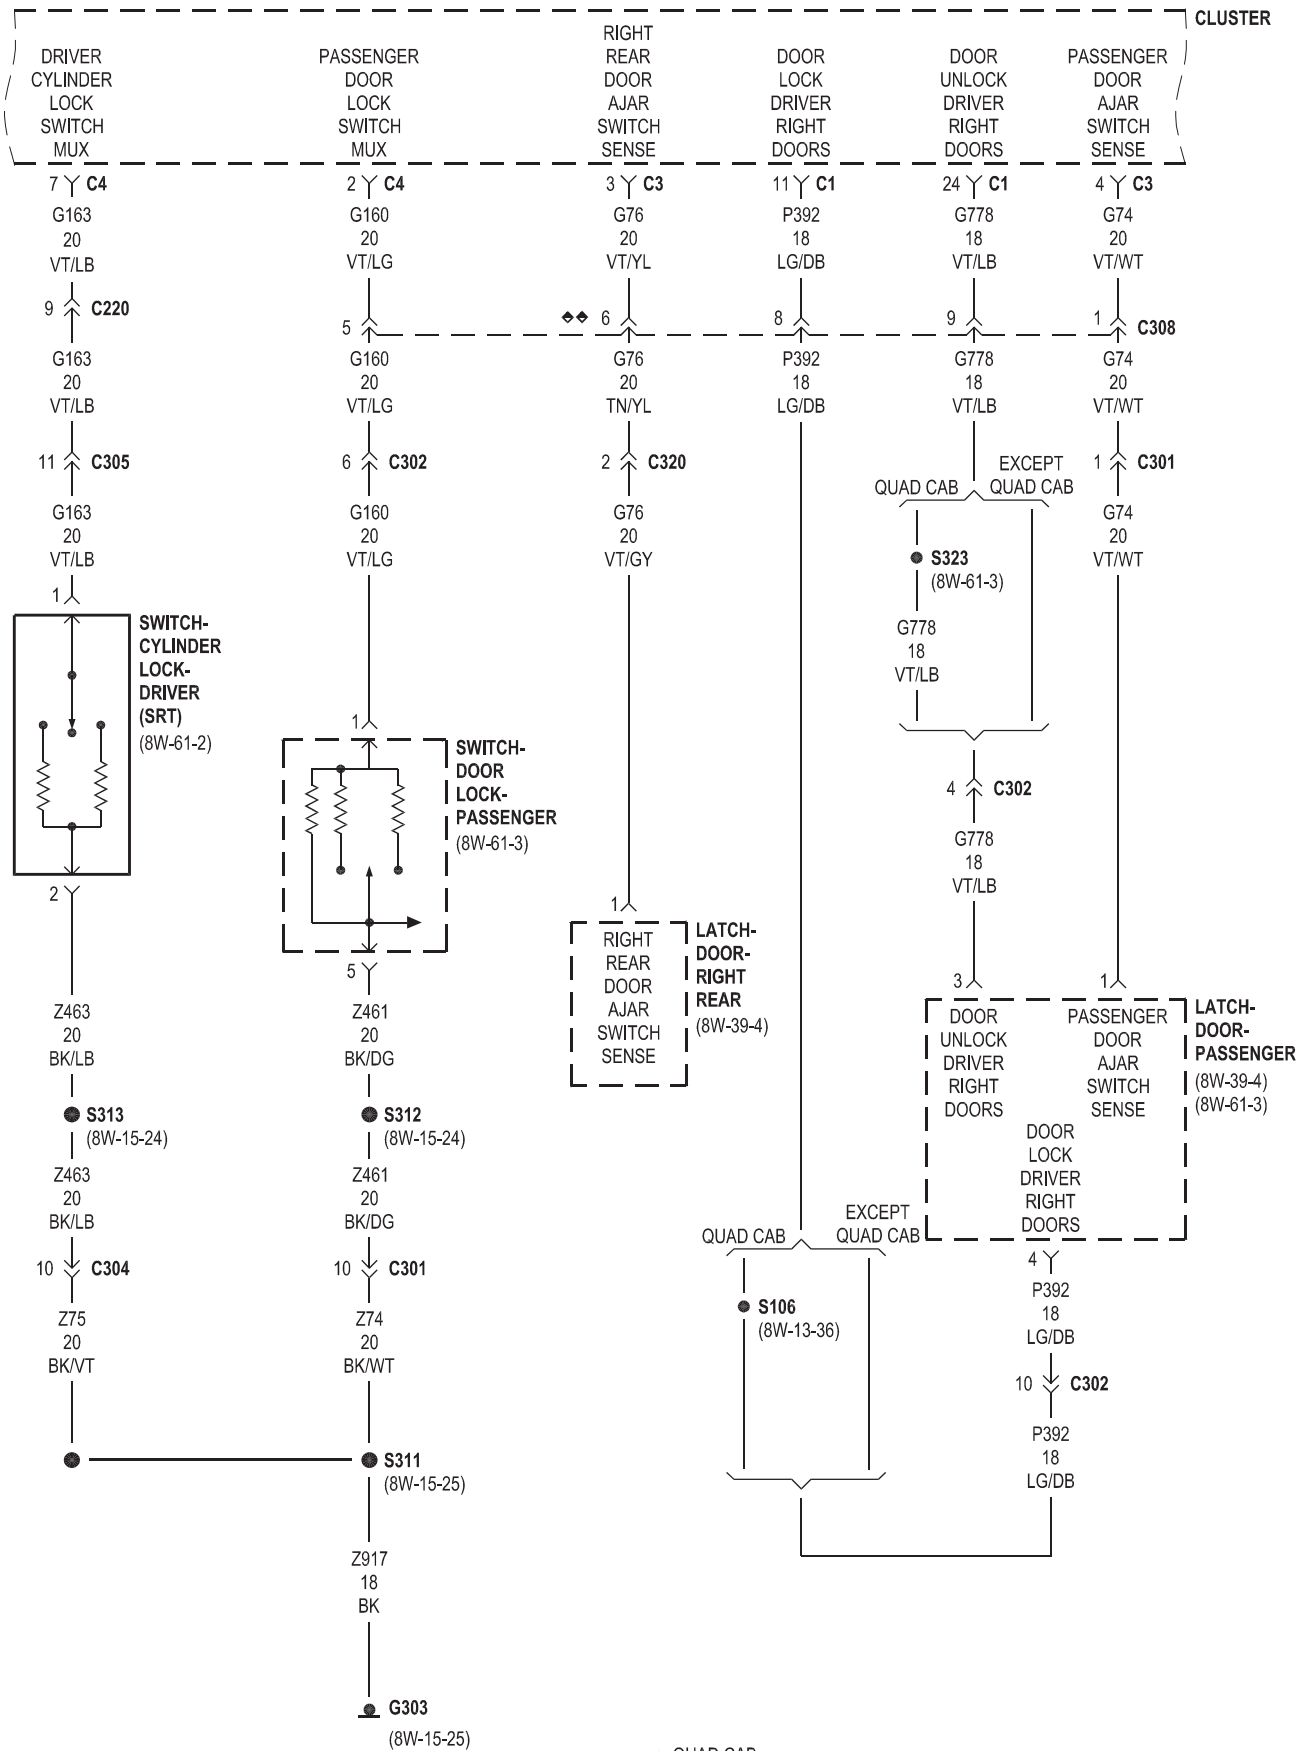 CLUSTER
DRIVER
CYLINDER
LOCK
SWITCH
MUX
PASSENGER
DOOR
LOCK
SWITCH
MUX
RIGHT
REAR
DOOR
AJAR
SWITCH
SENSE
DOOR
LOCK
DRIVER
RIGHT
DOORS
DOOR
UNLOCK
DRIVER
RIGHT
DOORS
PASSENGER
DOOR
AJAR
SWITCH
SENSE
7 C4
2 C4
3 C3
11 C1
24 C1
4 C3
G163
20
VT/LB
G160
20
VT/LG
G76
20
VT/YL
P392
18
LG/DB
G778
18
VT/LB
G74
20
VT/WT
9 C220
5
6
8
9
1 C308
G163
20
VT/LB
G160
20
VT/LG
G76
20
TN/YL
P392
18
LG/DB
G778
18
VT/LB
G74
20
VT/WT
11 C305
6 C302
2 C320
QUAD CAB
EXCEPT
QUAD CAB
1 C301
G163
20
VT/LB
G160
20
VT/LG
G76
20
VT/GY
G74
20
VT/WT
S323
(8W-61-3)
G778
18
VT/LB
1
SWITCH-
CYLINDER
LOCK-
DRIVER
(SRT)
(8W-61-2)
2
1
SWITCH-
DOOR
LOCK-
PASSENGER
(8W-61-3)
5
4 C302
G778
18
VT/LB
1
RIGHT
REAR
DOOR
AJAR
SWITCH
SENSE
LATCH-
DOOR-
RIGHT
REAR
(8W-39-4)
3
1
DOOR
UNLOCK
DRIVER
RIGHT
DOORS
PASSENGER
DOOR
AJAR
SWITCH
SENSE
DOOR
LOCK
DRIVER
RIGHT
DOORS
LATCH-
DOOR-
PASSENGER
(8W-39-4)
(8W-61-3)
Z463
20
BK/LB
Z461
20
BK/DG
S313
(8W-15-24)
S312
(8W-15-24)
Z463
20
BK/LB
Z461
20
BK/DG
10 C304
10 C301
QUAD CAB
EXCEPT
QUAD CAB
S106
(8W-13-36)
4
P392
18
LG/DB
10 C302
P392
18
LG/DB
Z75
20
BK/VT
Z74
20
BK/WT
S311
(8W-15-25)
Z917
18
BK
G303
(8W-15-25)
QUAD CAB